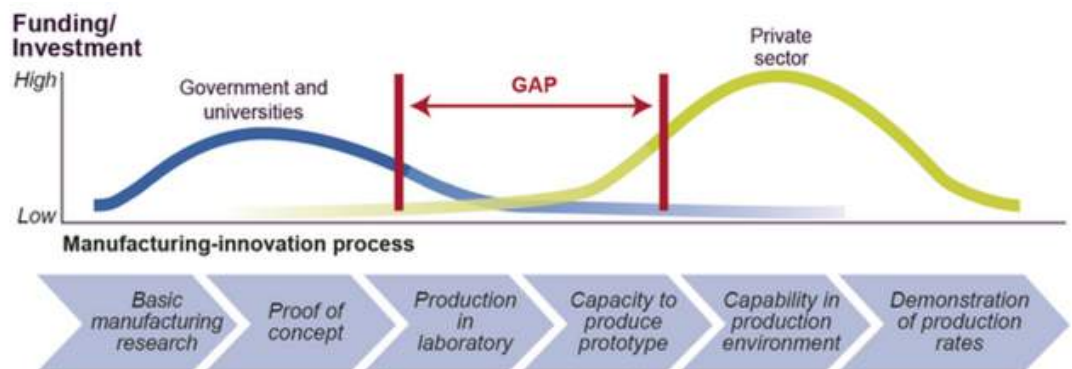 Funding/
Investment
High
Low
Government and
universities
GAP
Private
sector
Manufacturing-innovation process
Basic
manufacturing
research
Proof of
concept
Production
in
laboratory
Capacity to
produce
prototype
Capability in
production
environment
Demonstration
of production
rates